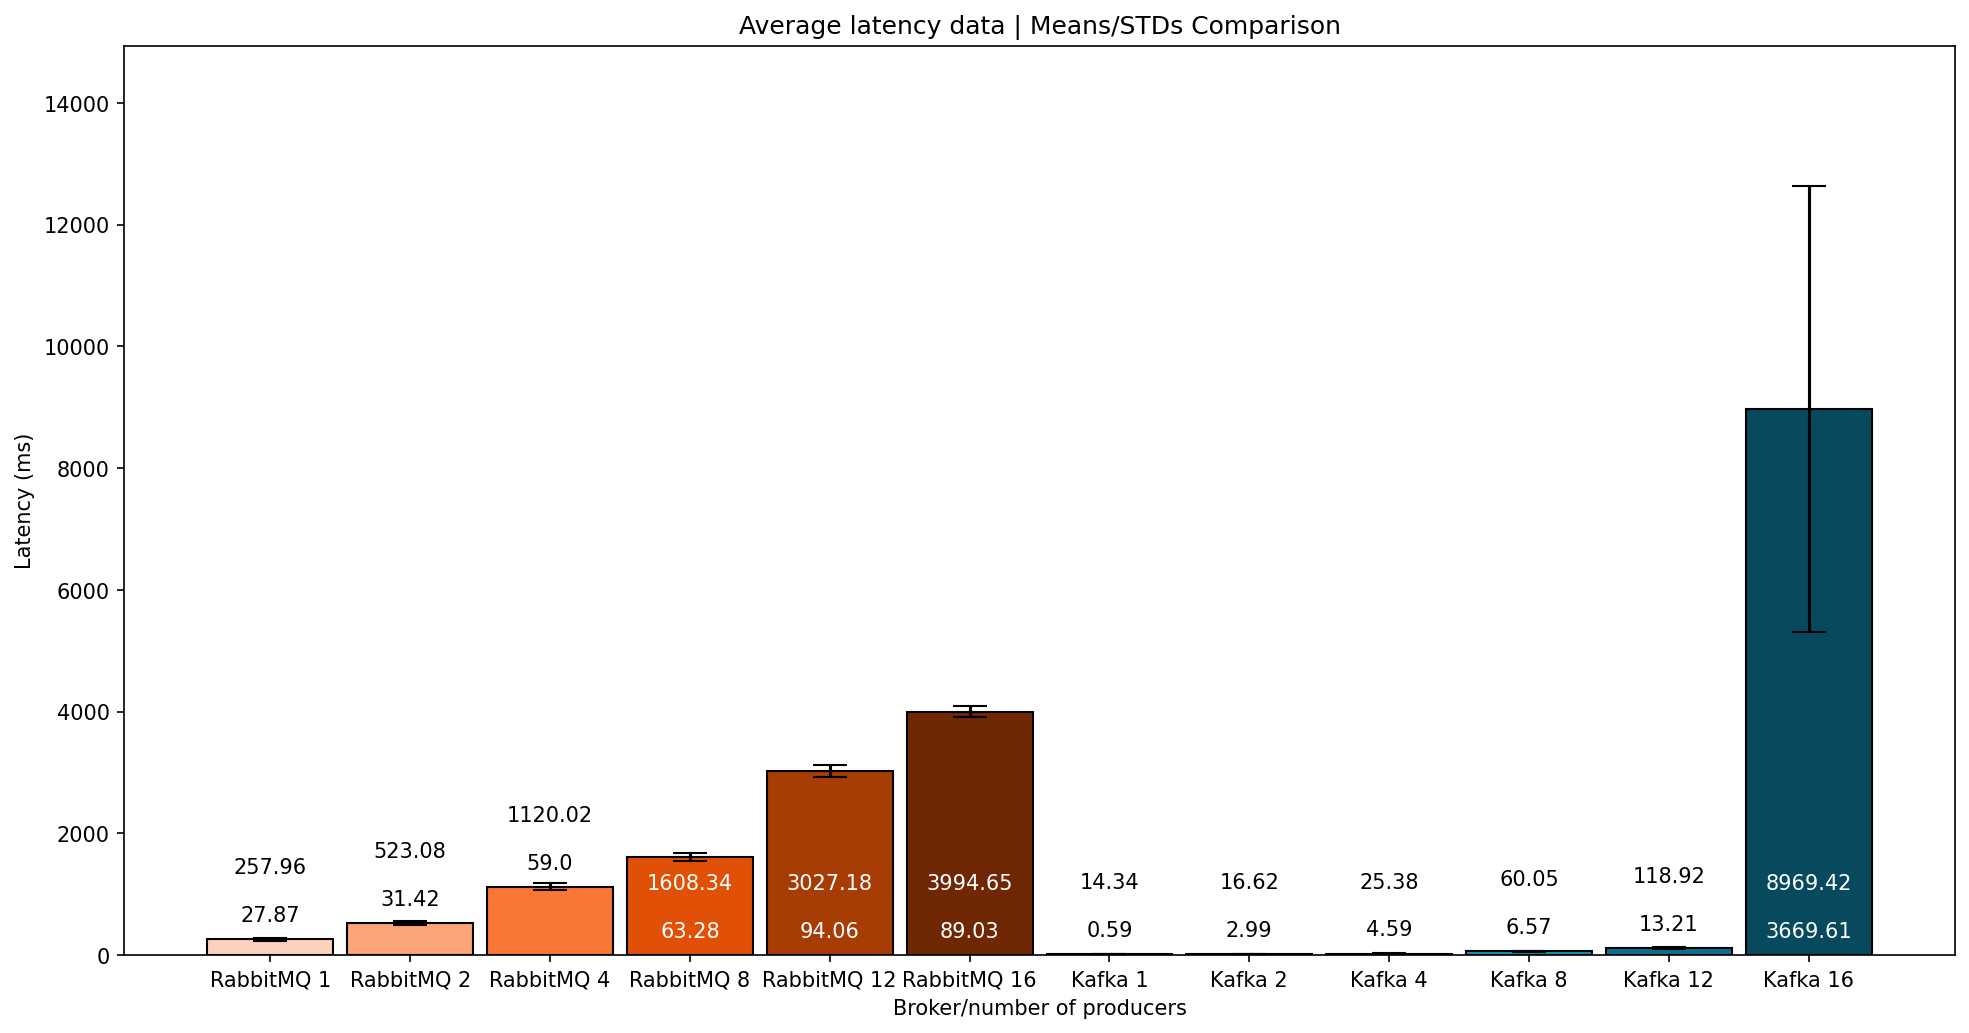 Average latency data | Means/STDs Comparison
Latency (ms)
14000
12000
10000
8000
6000
4000
2000
0
257.96
27.87
523.08
31.42
1120.02
59.0
1608.34
63.28
3027.18
94.06
3994.65
89.03
14.34
0.59
16.62
2.99
25.38
4.59
60.05
6.57
118.92
13.21
8969.42
3669.61
RabbitMQ 1
RabbitMQ 2
RabbitMQ 4
RabbitMQ 8
RabbitMQ 12
RabbitMQ 16
Kafka 1
Kafka 2
Kafka 4
Kafka 8
Kafka 12
Kafka 16
Broker/number of producers